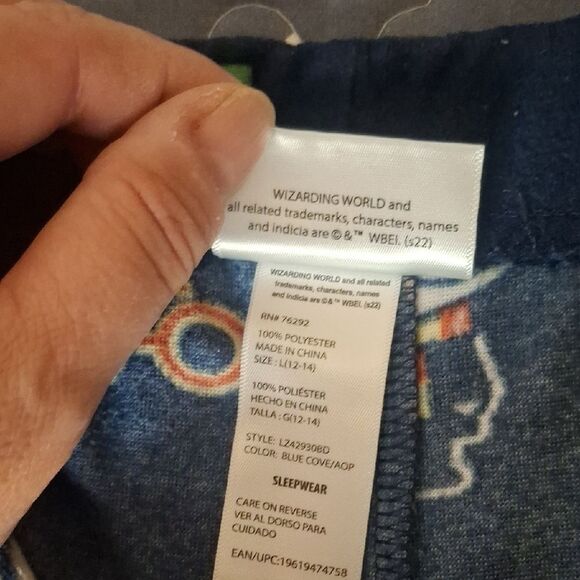 WIZARDING WORLD and
all related trademarks, characters, names
and indicia are © & ™ WBEI. (s22)
WIZARDING WORLD and all related
trademarks, characters, names
and indicia are © & ™ WBEI. (s22)
RN# 76292
100% POLYESTER
MADE IN CHINA
SIZE : L(12-14)
100% POLIÉSTER
HECHO EN CHINA
TALLA : G(12-14)
STYLE: LZ42930BD
COLOR: BLUE COVE/AOP
SLEEPWEAR
CARE ON REVERSE
VER AL DORSO PARA
CUIDADO
EAN/UPC:19619474758